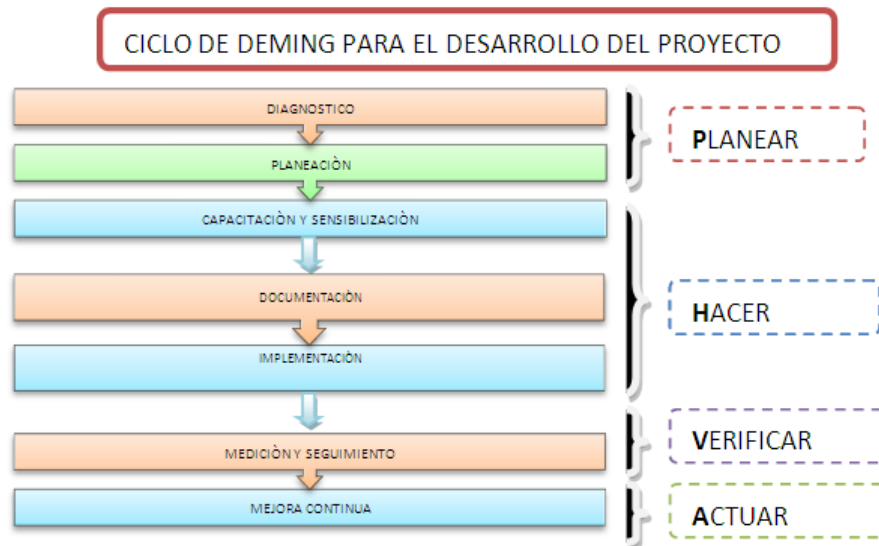 CICLO DE DEMING PARA EL DESARROLLO DEL PROYECTO
DIAGNOSTICO
PLANEACIÒN
CAPACITACIÒN Y SENSIBILIZACIÒN
DOCUMENTACIÒN
IMPLEMENTACIÒN
MEDICIÒN Y SEGUIMIENTO
MEJORA CONTINUA
PLANEAR
HACER
VERIFICAR
ACTUAR